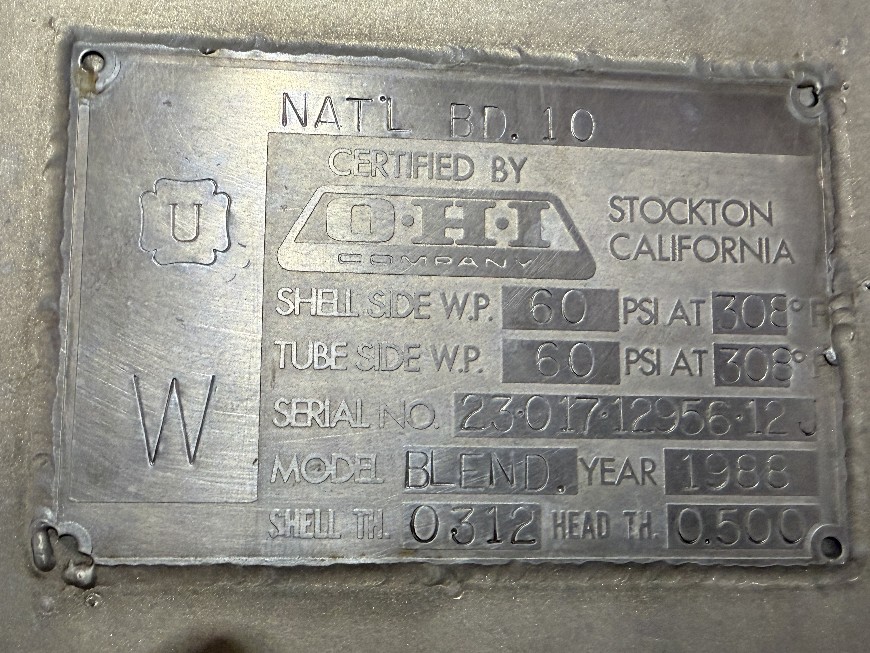 NAT'L BD. 10
CERTIFIED BY
U
O·H·I
COMPANY
STOCKTON
CALIFORNIA
SHELL SIDE W.P. 60 PSI AT 308° F
TUBE SIDE W.P. 60 PSI AT 308°
W
SERIAL NO. 23·017·12956·12 J
MODEL BLEND. YEAR 1988
SHELL TH. 0.312 HEAD TH. 0.500